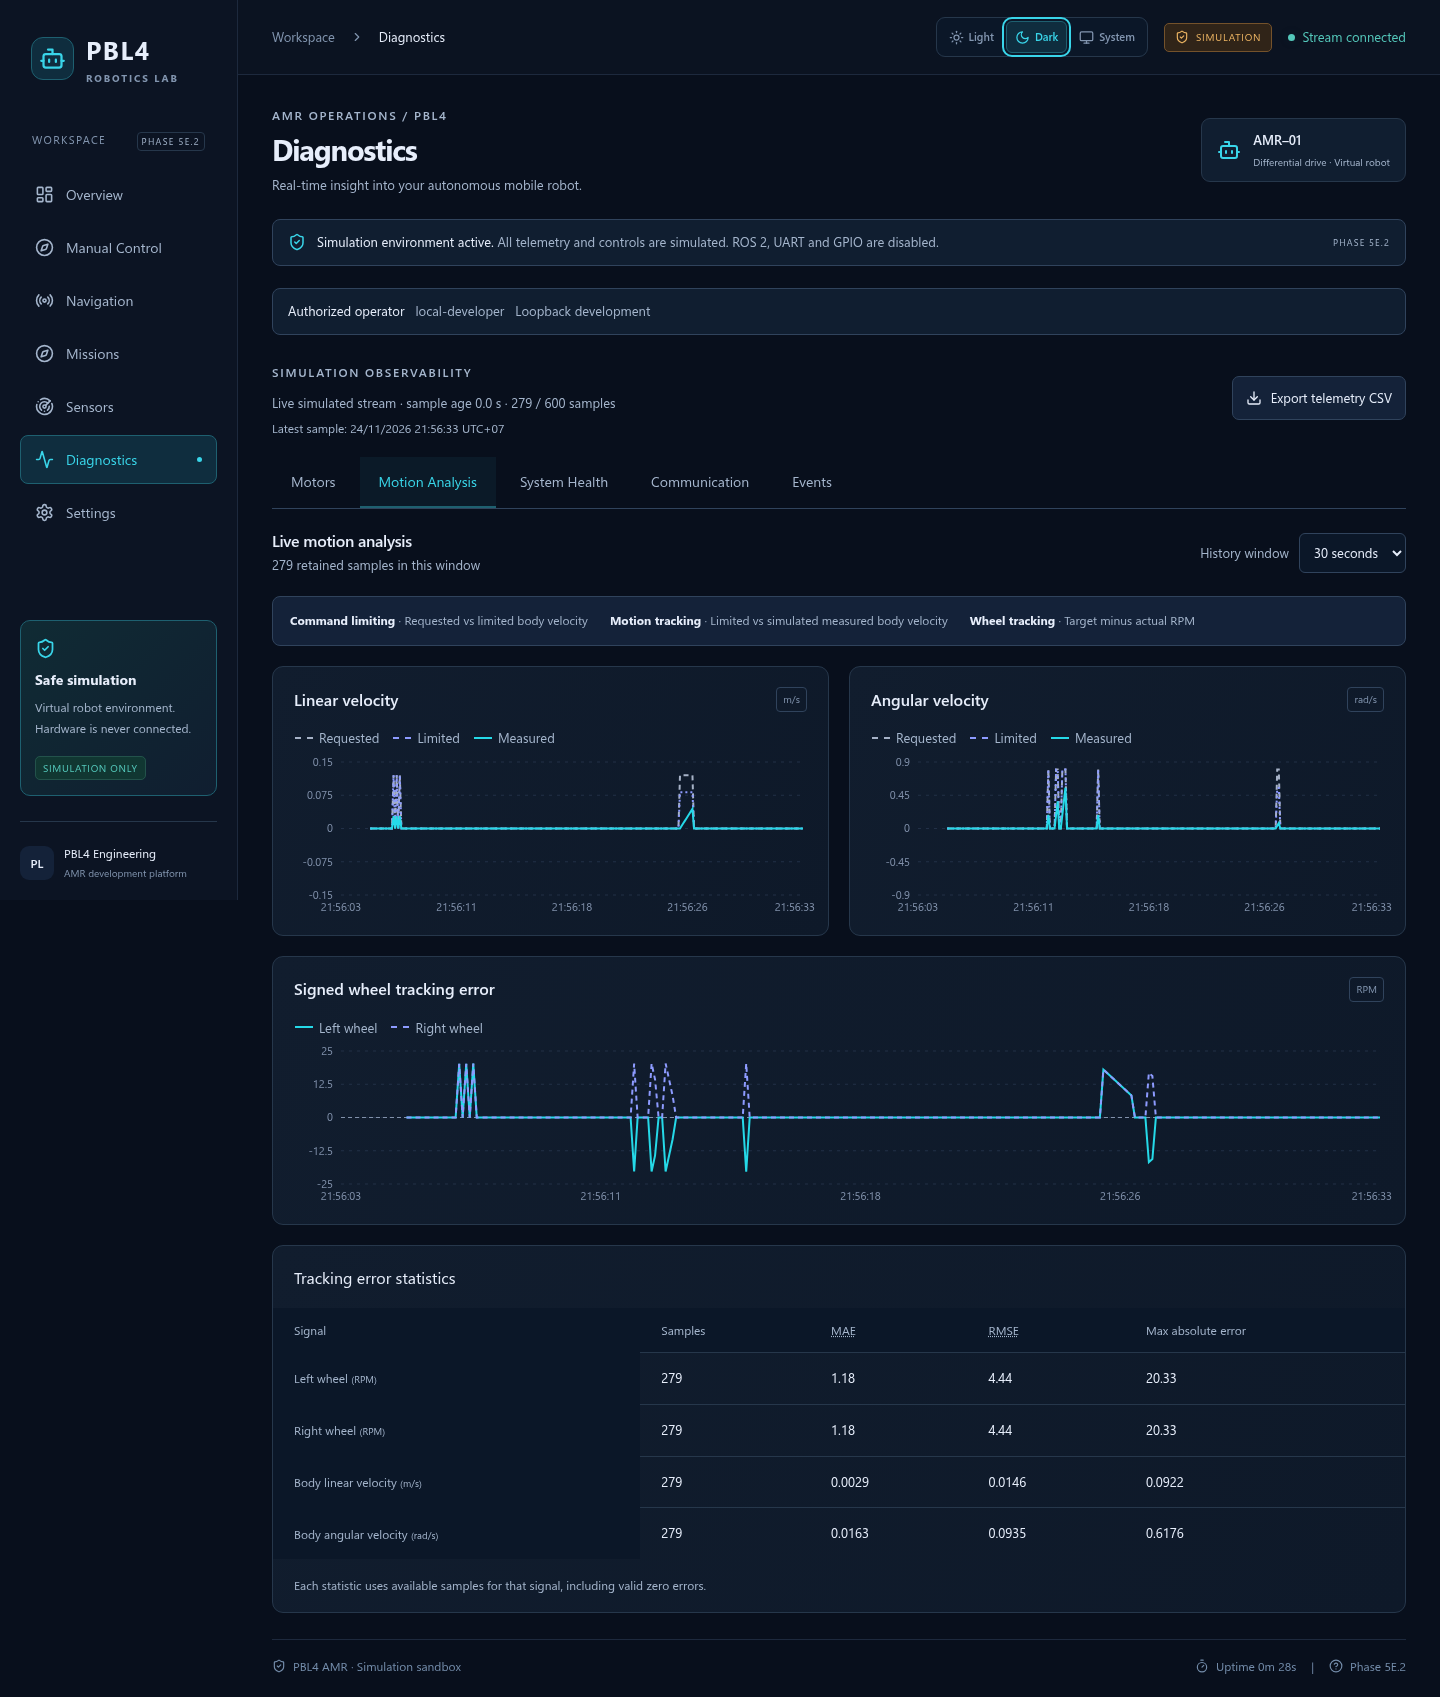 PBL4
ROBOTICS LAB
WORKSPACE PHASE 5E.2
Overview
Manual Control
Navigation
Missions
Sensors
Diagnostics
Settings
Safe simulation
Virtual robot environment.
Hardware is never connected.
SIMULATION ONLY
PL
PBL4 Engineering
AMR development platform
Workspace > Diagnostics
Light Dark System
SIMULATION
Stream connected
AMR OPERATIONS / PBL4
Diagnostics
Real-time insight into your autonomous mobile robot.
AMR–01
Differential drive · Virtual robot
Simulation environment active. All telemetry and controls are simulated. ROS 2, UART and GPIO are disabled.
PHASE 5E.2
Authorized operator local-developer Loopback development
SIMULATION OBSERVABILITY
Live simulated stream · sample age 0.0 s · 279 / 600 samples
Latest sample: 24/11/2026 21:56:33 UTC+07
Export telemetry CSV
Motors Motion Analysis System Health Communication Events
Live motion analysis
279 retained samples in this window
History window 30 seconds
Command limiting · Requested vs limited body velocity Motion tracking · Limited vs simulated measured body velocity Wheel tracking · Target minus actual RPM
Linear velocity m/s
Requested Limited Measured
0.15
0.075
0
-0.075
-0.15
21:56:03 21:56:11 21:56:18 21:56:26 21:56:33
Angular velocity rad/s
Requested Limited Measured
0.9
0.45
0
-0.45
-0.9
21:56:03 21:56:11 21:56:18 21:56:26 21:56:33
Signed wheel tracking error RPM
Left wheel Right wheel
25
12.5
0
-12.5
-25
21:56:03 21:56:11 21:56:18 21:56:26 21:56:33
Tracking error statistics
Signal Samples MAE RMSE Max absolute error
Left wheel (RPM) 279 1.18 4.44 20.33
Right wheel (RPM) 279 1.18 4.44 20.33
Body linear velocity (m/s) 279 0.0029 0.0146 0.0922
Body angular velocity (rad/s) 279 0.0163 0.0935 0.6176
Each statistic uses available samples for that signal, including valid zero errors.
PBL4 AMR · Simulation sandbox
Uptime 0m 28s | Phase 5E.2